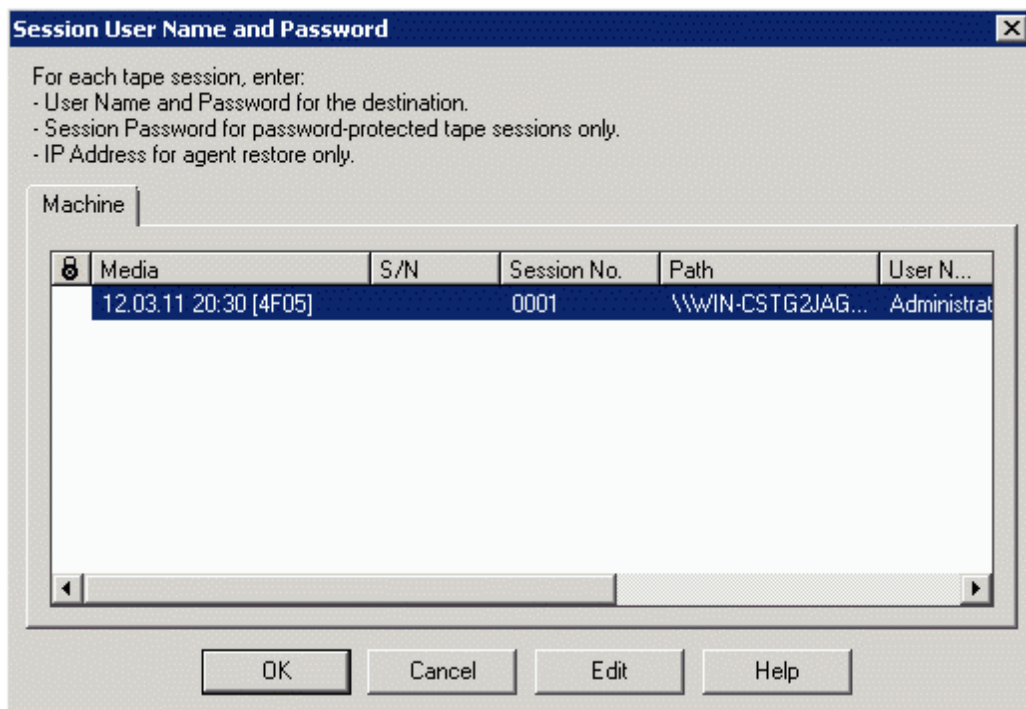 Session User Name and Password
For each tape session, enter:
- User Name and Password for the destination.
- Session Password for password-protected tape sessions only.
- IP Address for agent restore only.
Machine
Media S/N Session No. Path User N...
12.03.11 20:30 [4F05] 0001 \\WIN-CSTG2JAG... Administrat
OK Cancel Edit Help